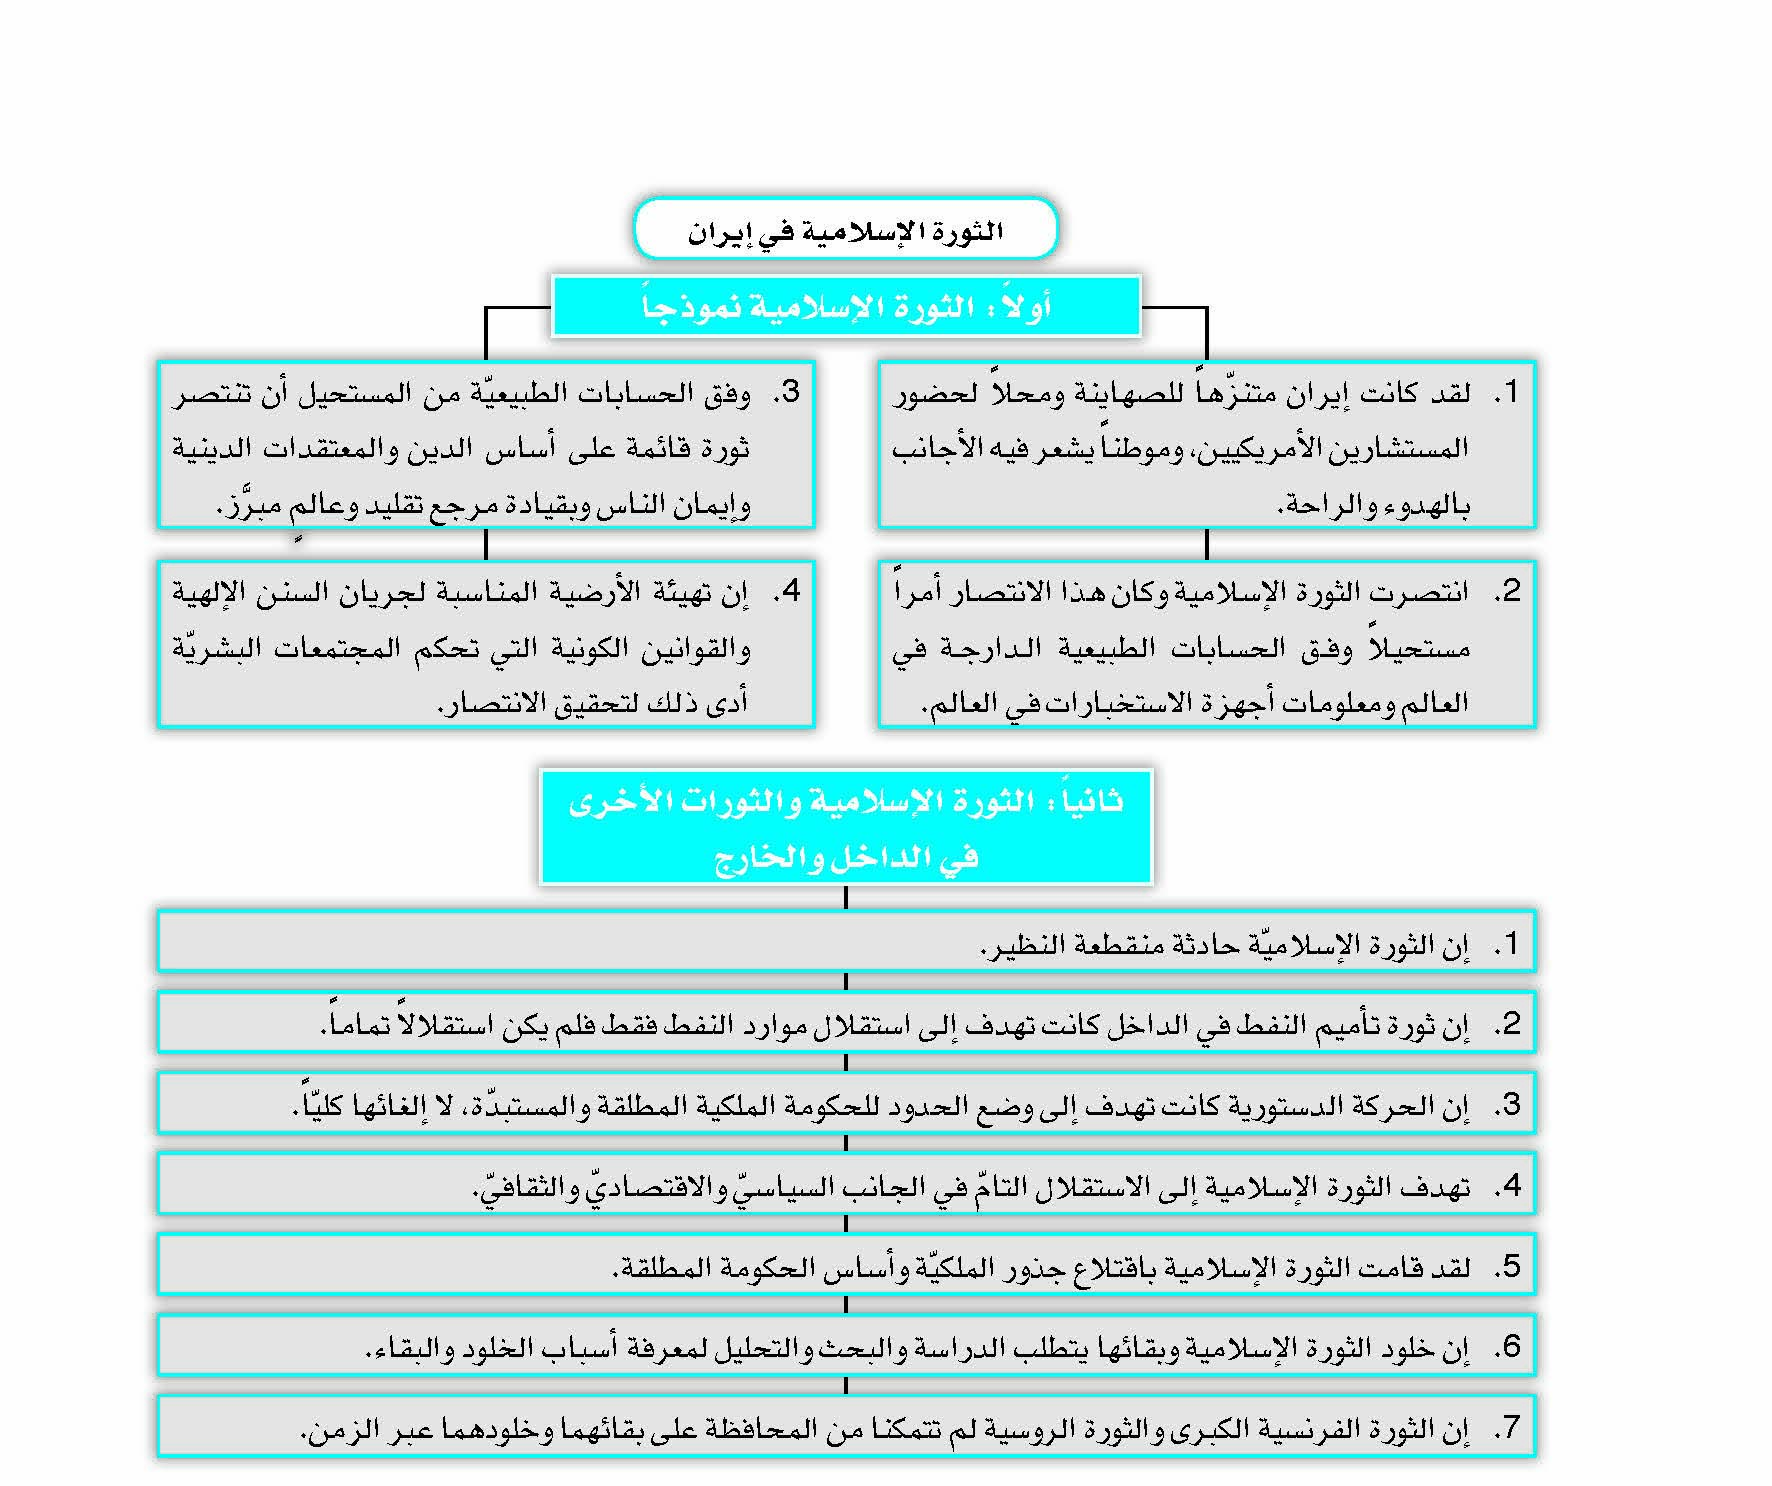 الثورة الإسلامية في إيران
أولاً: الثورة الإسلامية نموذجاً
1. لقد كانت إيران متنزّهاً للصهاينة ومحلاً لحضور
المستشارين الأمريكيين، وموطناً يشعر فيه الأجانب
بالهدوء والراحة.
2. انتصرت الثورة الإسلامية وكان هذا الانتصار أمراً
مستحيلاً وفق الحسابات الطبيعية الدارجة في
العالم ومعلومات أجهزة الاستخبارات في العالم.
3. وفق الحسابات الطبيعيّة من المستحيل أن تنتصر
ثورة قائمة على أساس الدين والمعتقدات الدينية
وإيمان الناس وبقيادة مرجع تقليد وعالمٍ مبرَّز.
4. إن تهيئة الأرضية المناسبة لجريان السنن الإلهية
والقوانين الكونية التي تحكم المجتمعات البشريّة
أدى ذلك لتحقيق الانتصار.
ثانياً: الثورة الإسلامية والثورات الأخرى
في الداخل والخارج
1. إن الثورة الإسلاميّة حادثة منقطعة النظير.
2. إن ثورة تأميم النفط في الداخل كانت تهدف إلى استقلال موارد النفط فقط فلم يكن استقلالاً تماماً.
3. إن الحركة الدستورية كانت تهدف إلى وضع الحدود للحكومة الملكية المطلقة والمستبدّة، لا إلغائها كليّاً.
4. تهدف الثورة الإسلامية إلى الاستقلال التامّ في الجانب السياسيّ والاقتصاديّ والثقافيّ.
5. لقد قامت الثورة الإسلامية باقتلاع جذور الملكيّة وأساس الحكومة المطلقة.
6. إن خلود الثورة الإسلامية وبقائها يتطلب الدراسة والبحث والتحليل لمعرفة أسباب الخلود والبقاء.
7. إن الثورة الفرنسية الكبرى والثورة الروسية لم تتمكنا من المحافظة على بقائهما وخلودهما عبر الزمن.